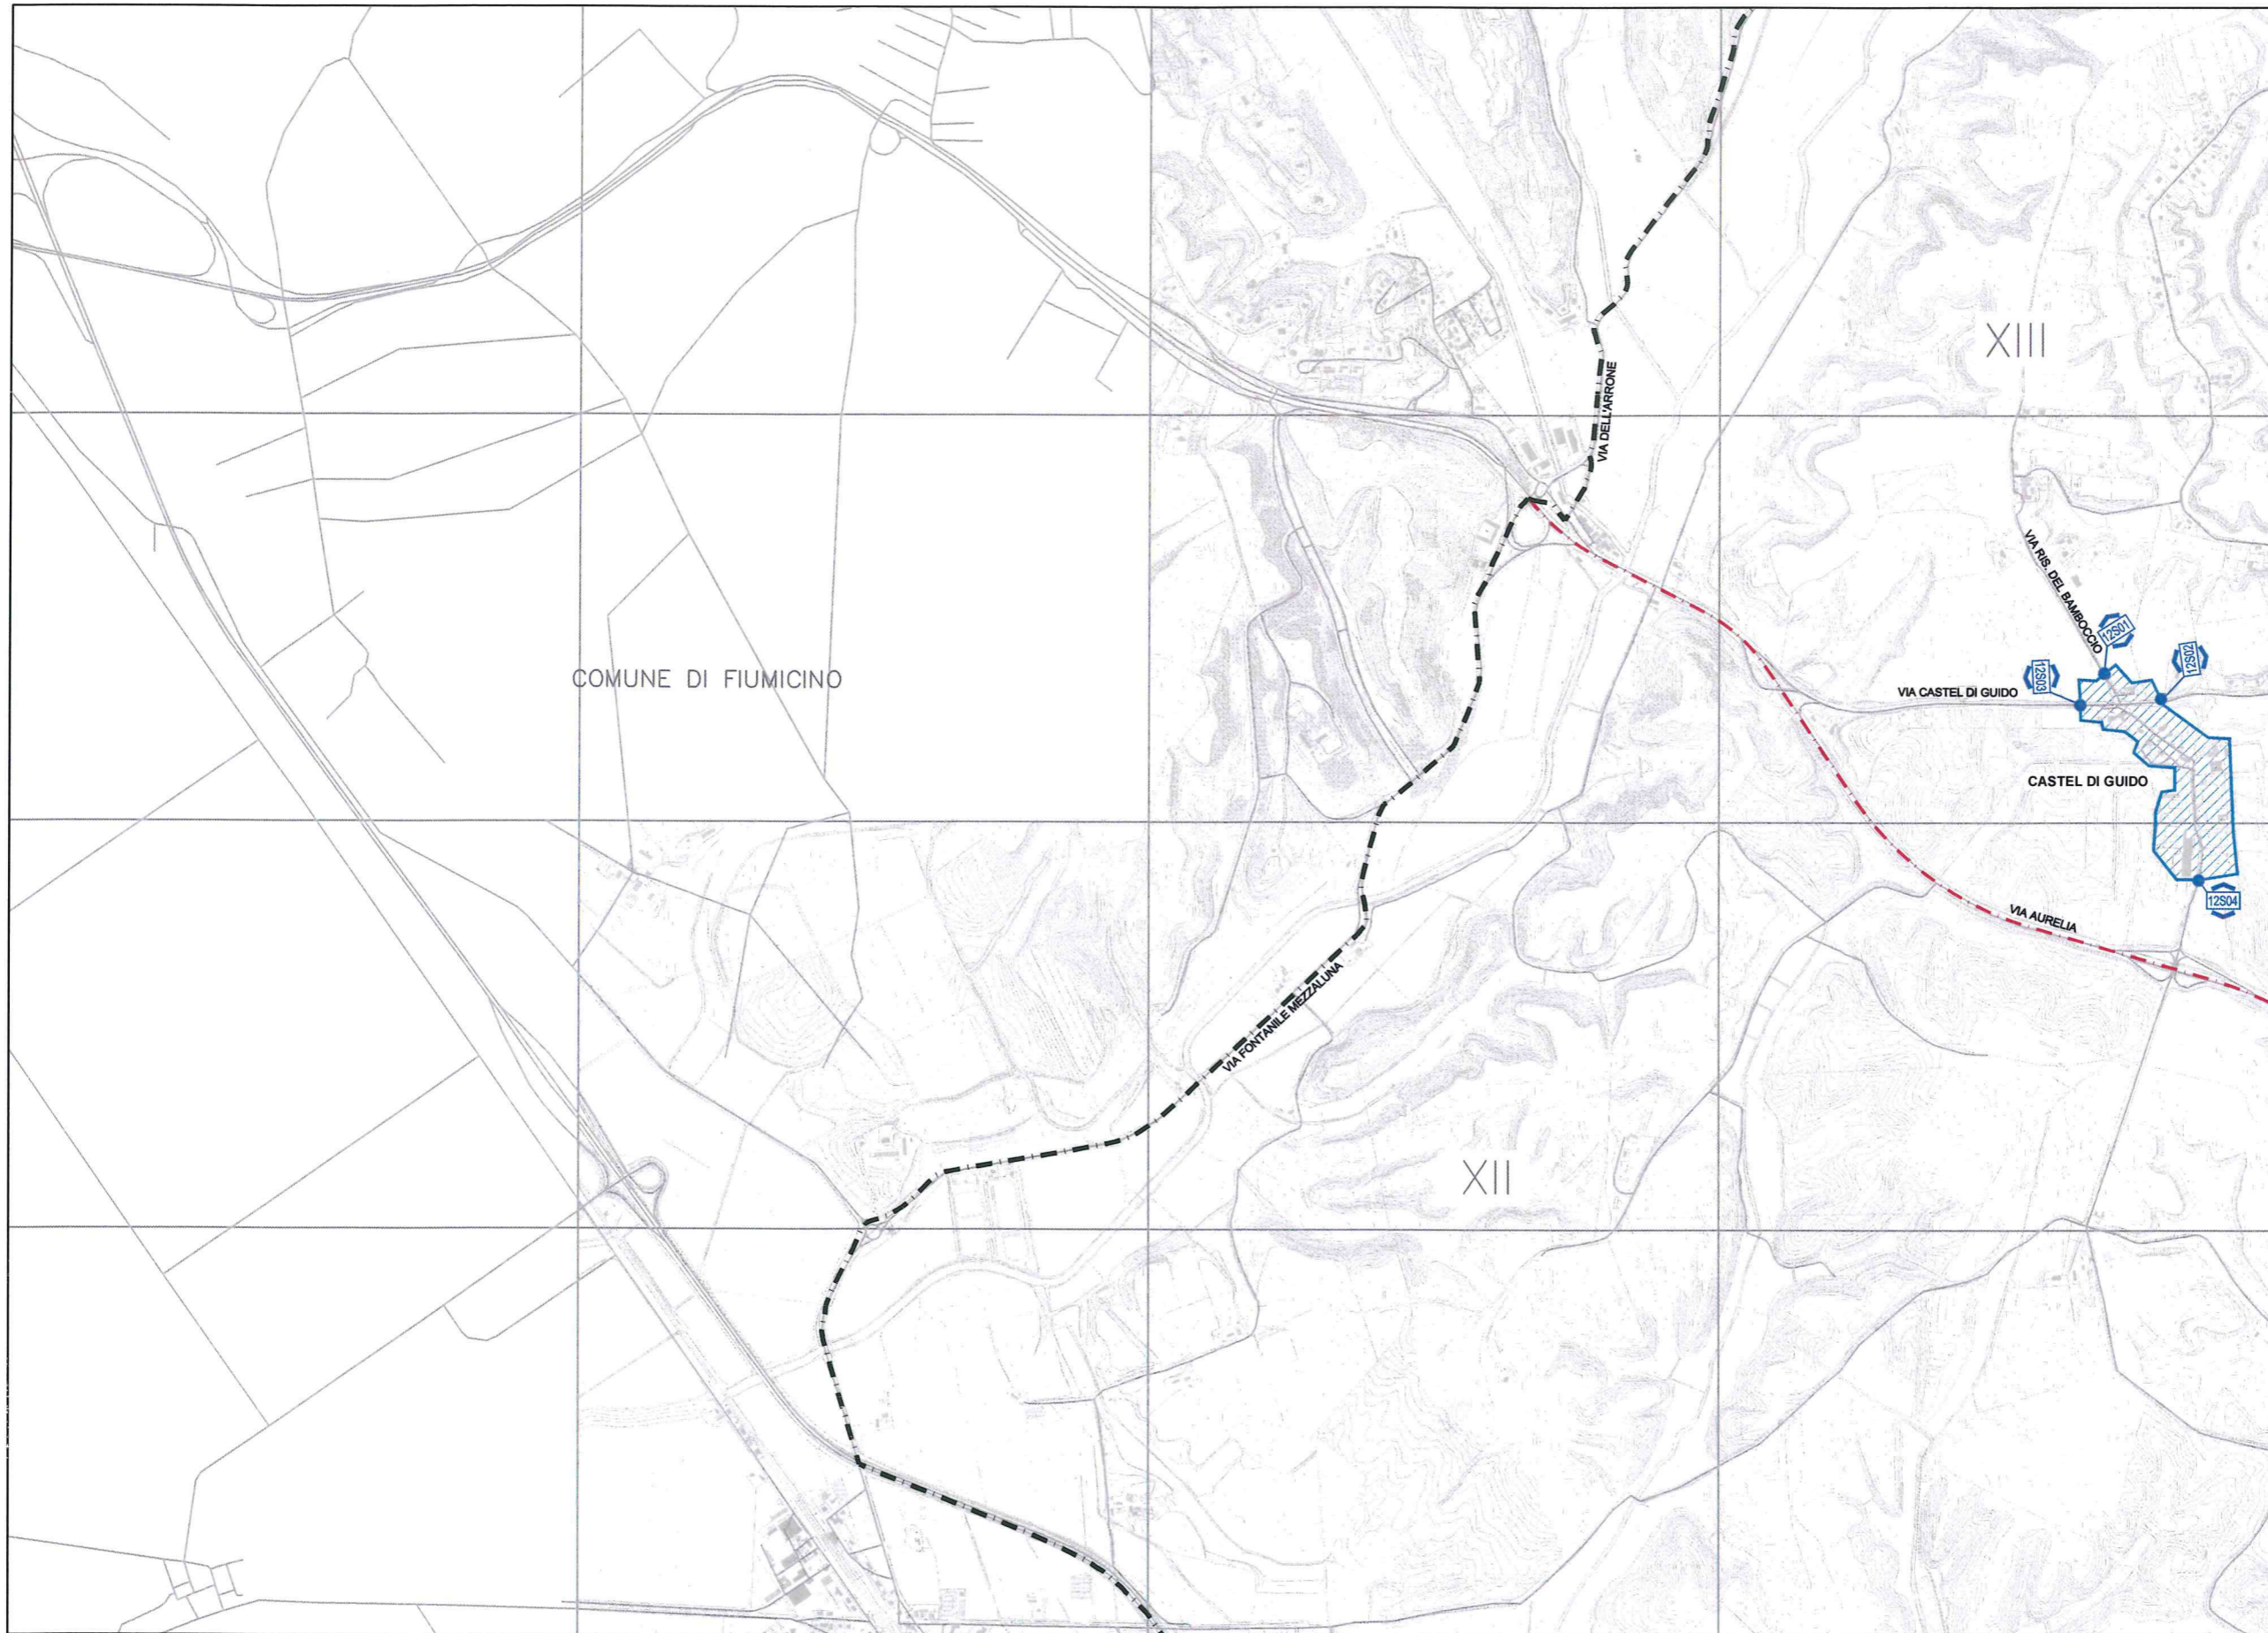 XIII
VIA DELL'ARRONE
VIA RIS. DEL BAMBOCCIO
12S01
12S02
12S03
COMUNE DI FIUMICINO
VIA CASTEL DI GUIDO
CASTEL DI GUIDO
12S04
VIA AURELIA
VIA FONTANILE MEZZALUNA
XII